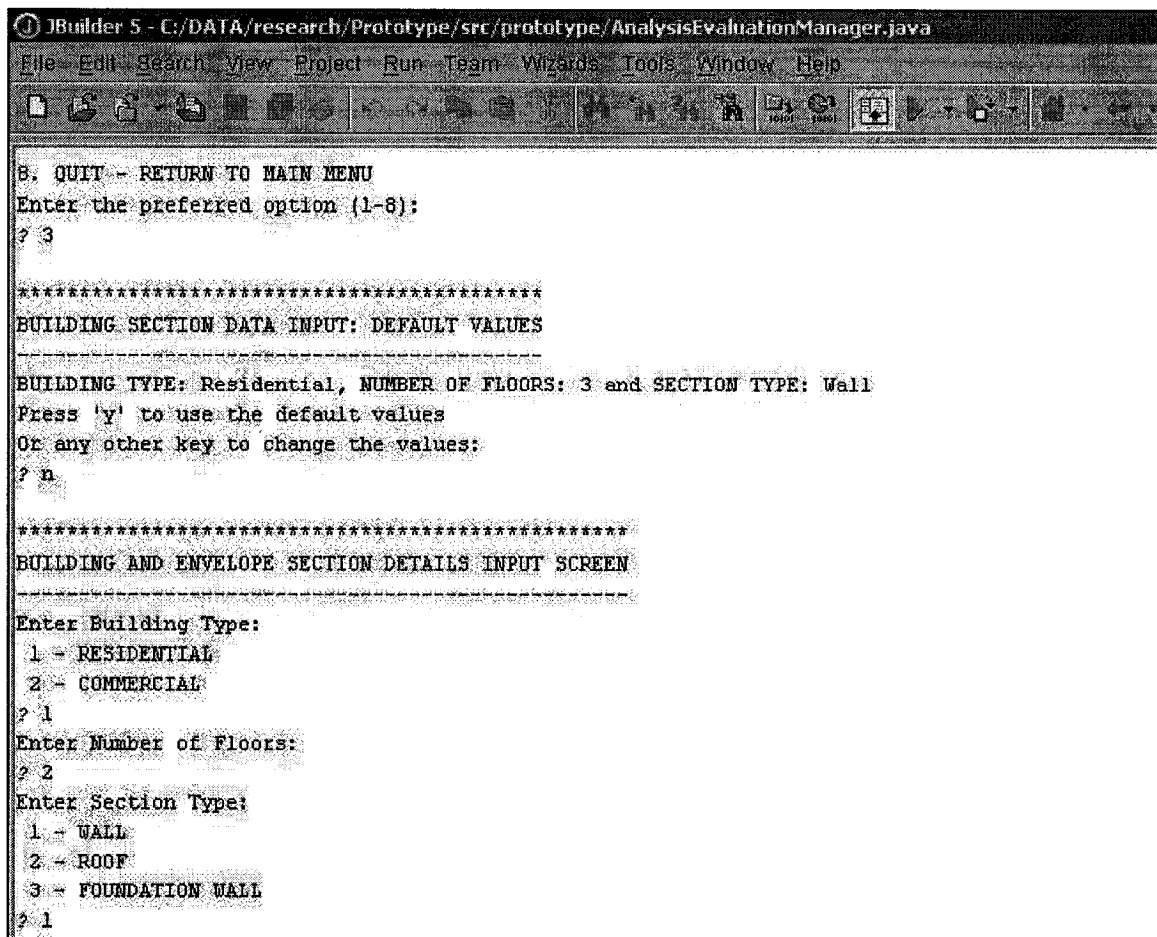 JBuilder 5 - C:/DATA/research/Prototype/src/prototype/AnalysisEvaluationManager.java
File Edit Search View Project Run Team Wizards Tools Window Help
8. QUIT - RETURN TO MAIN MENU
Enter the preferred option (1-8):
? 3
*******************************************
BUILDING SECTION DATA INPUT: DEFAULT VALUES
-------------------------------------------
BUILDING TYPE: Residential, NUMBER OF FLOORS: 3 and SECTION TYPE: Wall
Press 'y' to use the default values
Or any other key to change the values:
? n
**************************************************
BUILDING AND ENVELOPE SECTION DETAILS INPUT SCREEN
--------------------------------------------------
Enter Building Type:
1 - RESIDENTIAL
2 - COMMERCIAL
? 1
Enter Number of Floors:
? 2
Enter Section Type:
1 - WALL
2 - ROOF
3 - FOUNDATION WALL
? 1